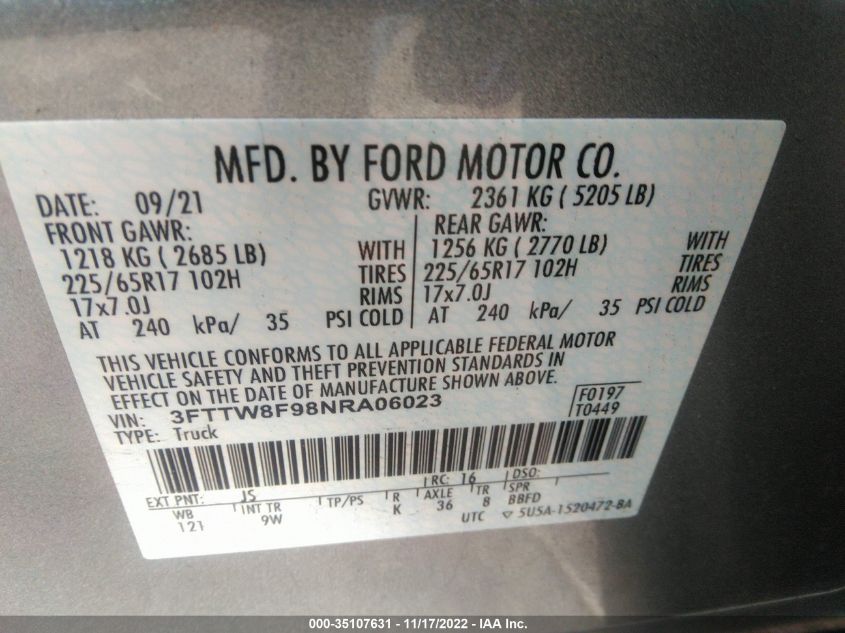 MFD. BY FORD MOTOR CO.
DATE: 09/21 GVWR: 2361 KG ( 5205 LB)
FRONT GAWR: REAR GAWR:
1218 KG ( 2685 LB) WITH 1256 KG ( 2770 LB) WITH
225/65R17 102H TIRES 225/65R17 102H TIRES
17x7.0J RIMS 17x7.0J RIMS
AT 240 kPa/ 35 PSI COLD AT 240 kPa/ 35 PSI COLD
THIS VEHICLE CONFORMS TO ALL APPLICABLE FEDERAL MOTOR
VEHICLE SAFETY AND THEFT PREVENTION STANDARDS IN
EFFECT ON THE DATE OF MANUFACTURE SHOWN ABOVE.
VIN: 3FTTW8F98NRA06023 F0197
TYPE: Truck T0449
EXT PNT: JS RC: 16 DSO:
WB INT TR TP/PS R AXLE TR SPR
121 9W K 36 8 BBFD
UTC ▽ 5U5A-1520472-BA
000-35107631 - 11/17/2022 - IAA Inc.